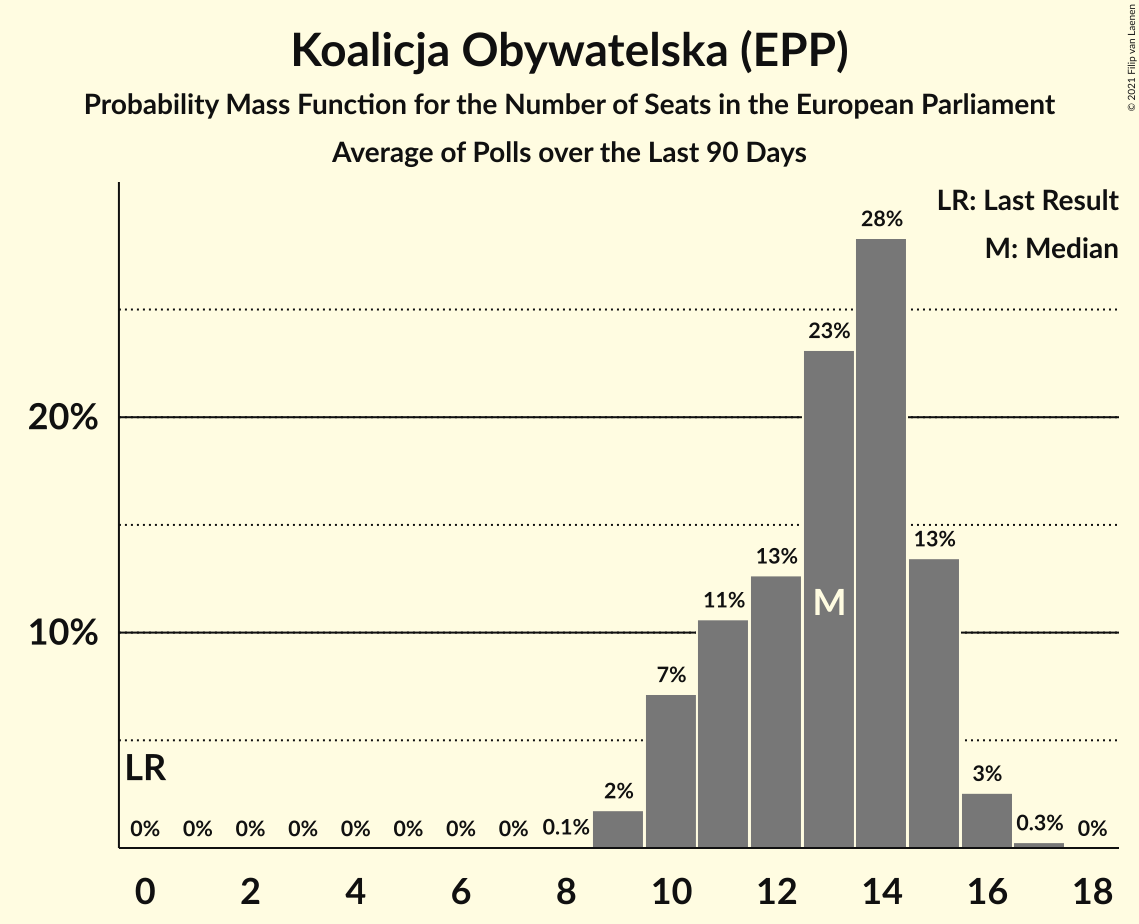 Koalicja Obywatelska (EPP)
Probability Mass Function for the Number of Seats in the European Parliament
Average of Polls over the Last 90 Days
© 2021 Filip van Laenen
LR: Last Result
M: Median
28%
23%
20%
13%
13%
11%
M
10%
7%
LR
3%
2%
0% 0% 0% 0% 0% 0% 0% 0% 0.1% 0.3% 0%
0 2 4 6 8 10 12 14 16 18